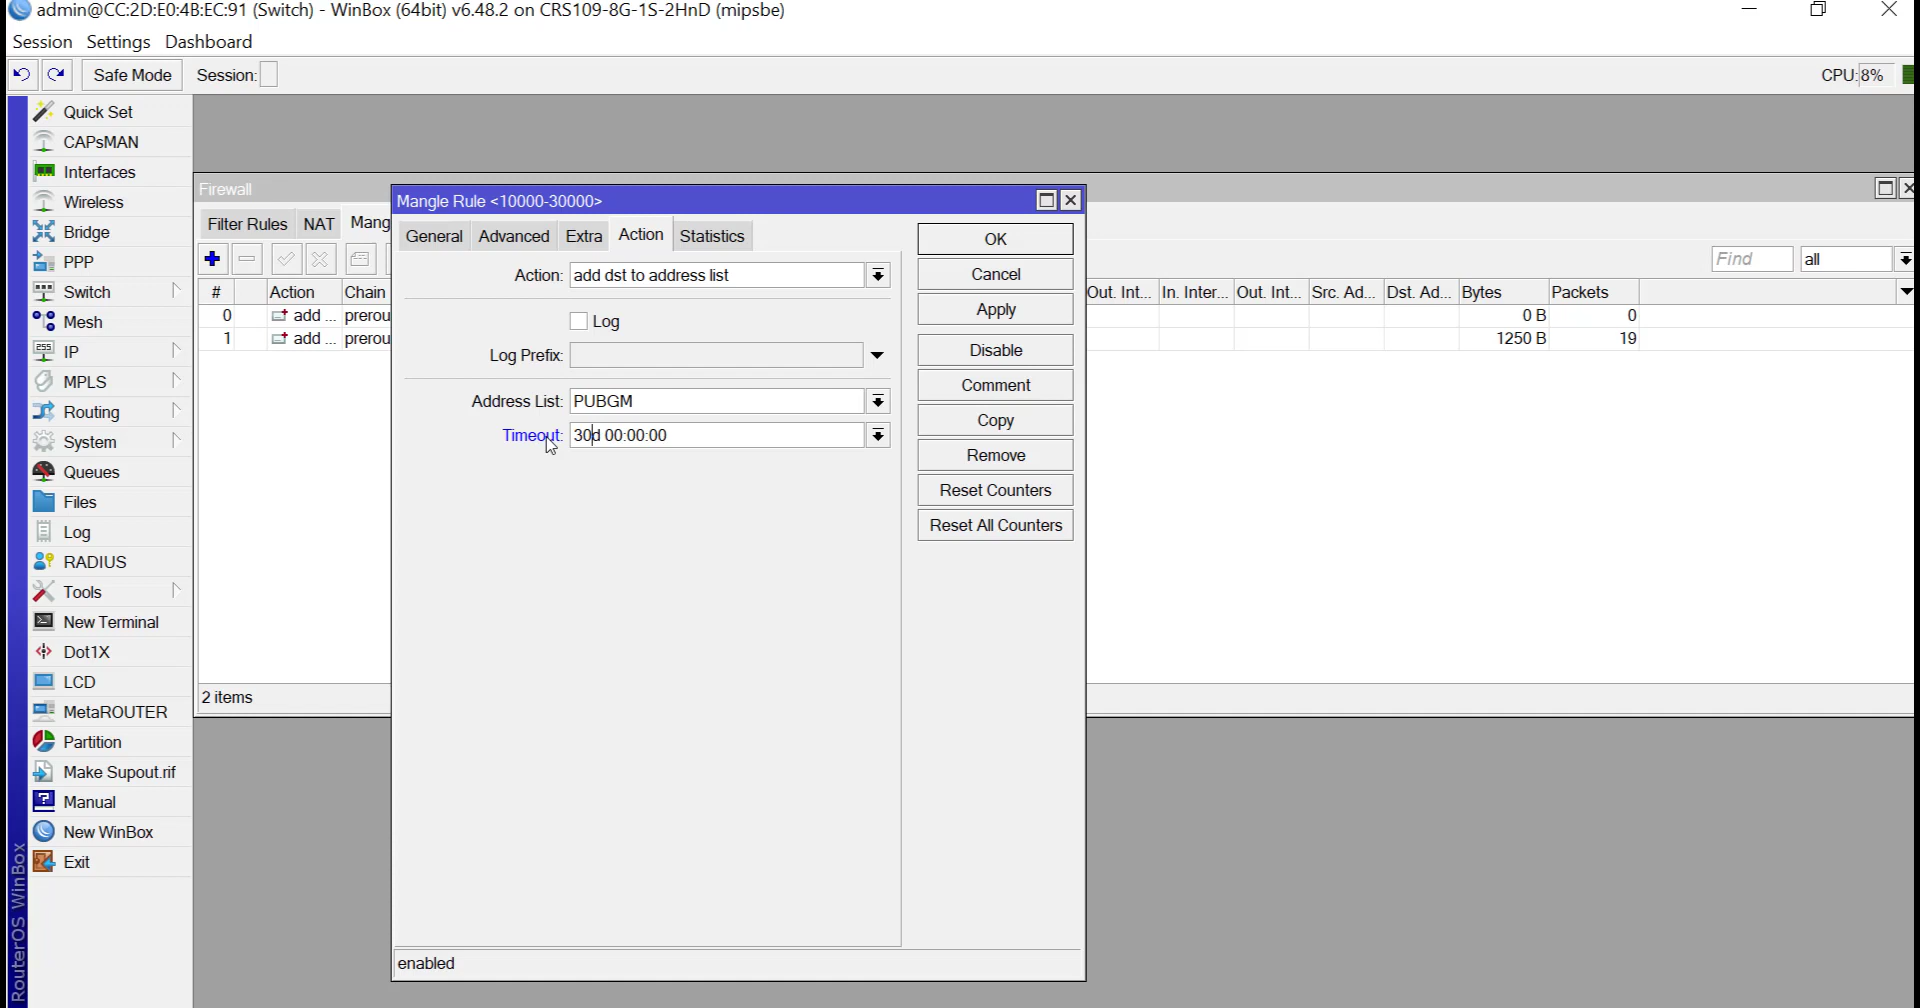 admin@CC:2D:E0:4B:EC:91 (Switch) - WinBox (64bit) v6.48.2 on CRS109-8G-1S-2HnD (mipsbe)
Session Settings Dashboard
Safe Mode Session: CPU: 8%
Quick Set
CAPsMAN
Interfaces
Wireless
Bridge
PPP
Switch
Mesh
255 IP
MPLS
Routing
System
Queues
Files
Log
RADIUS
Tools
New Terminal
Dot1X
LCD
MetaROUTER
Partition
Make Supout.rif
Manual
New WinBox
Exit
RouterOS WinBox
Firewall
Filter Rules NAT Mang
Find all
# Action Chain Out. Int... In. Inter... Out. Int... Src. Ad... Dst. Ad... Bytes Packets
0 add ... prerou 0 B 0
1 add ... prerou 1250 B 19
2 items
Mangle Rule <10000-30000>
General Advanced Extra Action Statistics
Action: add dst to address list
Log
Log Prefix:
Address List: PUBGM
Timeout: 30d 00:00:00
OK
Cancel
Apply
Disable
Comment
Copy
Remove
Reset Counters
Reset All Counters
enabled